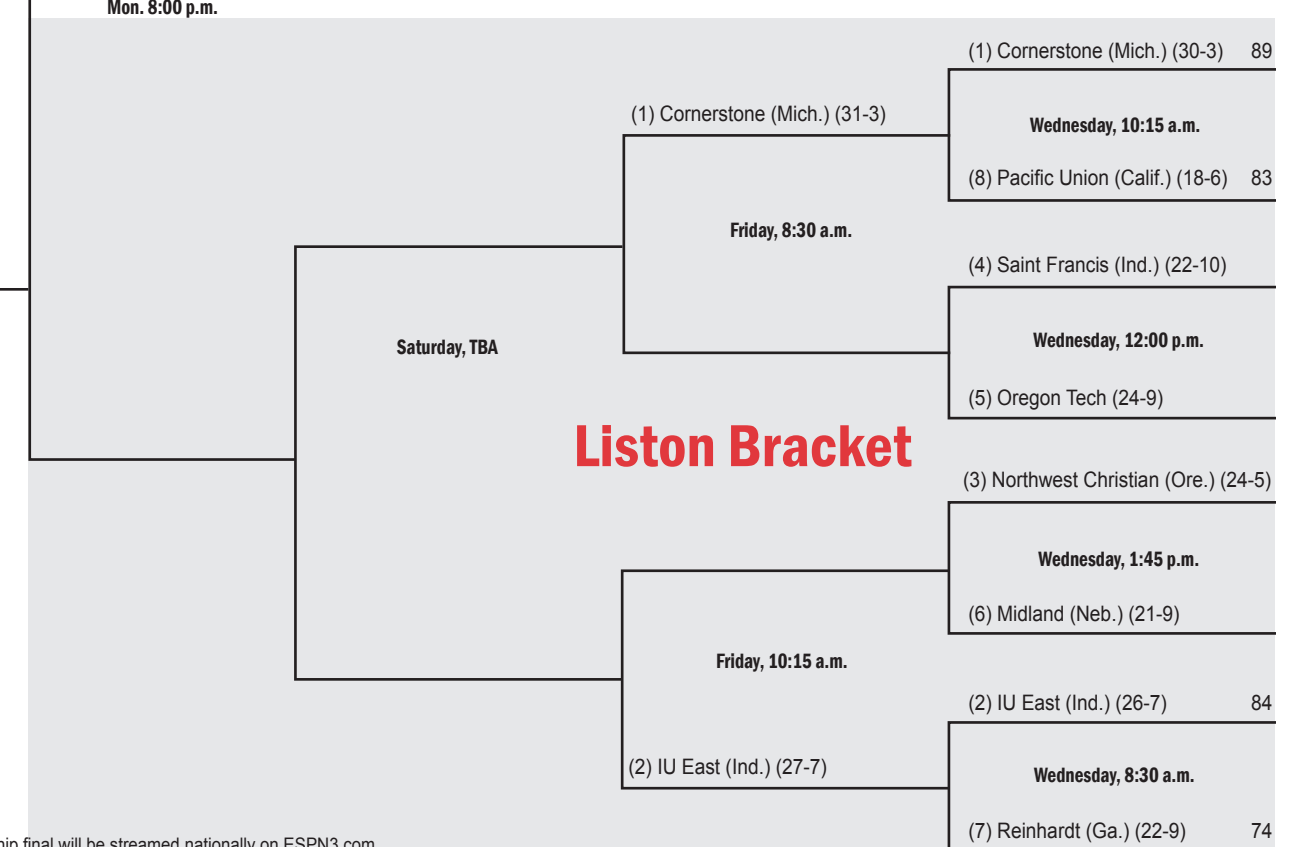 Mon. 8:00 p.m.
(1) Cornerstone (Mich.) (30-3) 89
(1) Cornerstone (Mich.) (31-3)
Wednesday, 10:15 a.m.
(8) Pacific Union (Calif.) (18-6) 83
Friday, 8:30 a.m.
(4) Saint Francis (Ind.) (22-10)
Saturday, TBA
Wednesday, 12:00 p.m.
(5) Oregon Tech (24-9)
Liston Bracket
(3) Northwest Christian (Ore.) (24-5)
Wednesday, 1:45 p.m.
(6) Midland (Neb.) (21-9)
Friday, 10:15 a.m.
(2) IU East (Ind.) (26-7) 84
(2) IU East (Ind.) (27-7)
Wednesday, 8:30 a.m.
(7) Reinhardt (Ga.) (22-9) 74
final will be streamed nationally on ESPN3.com